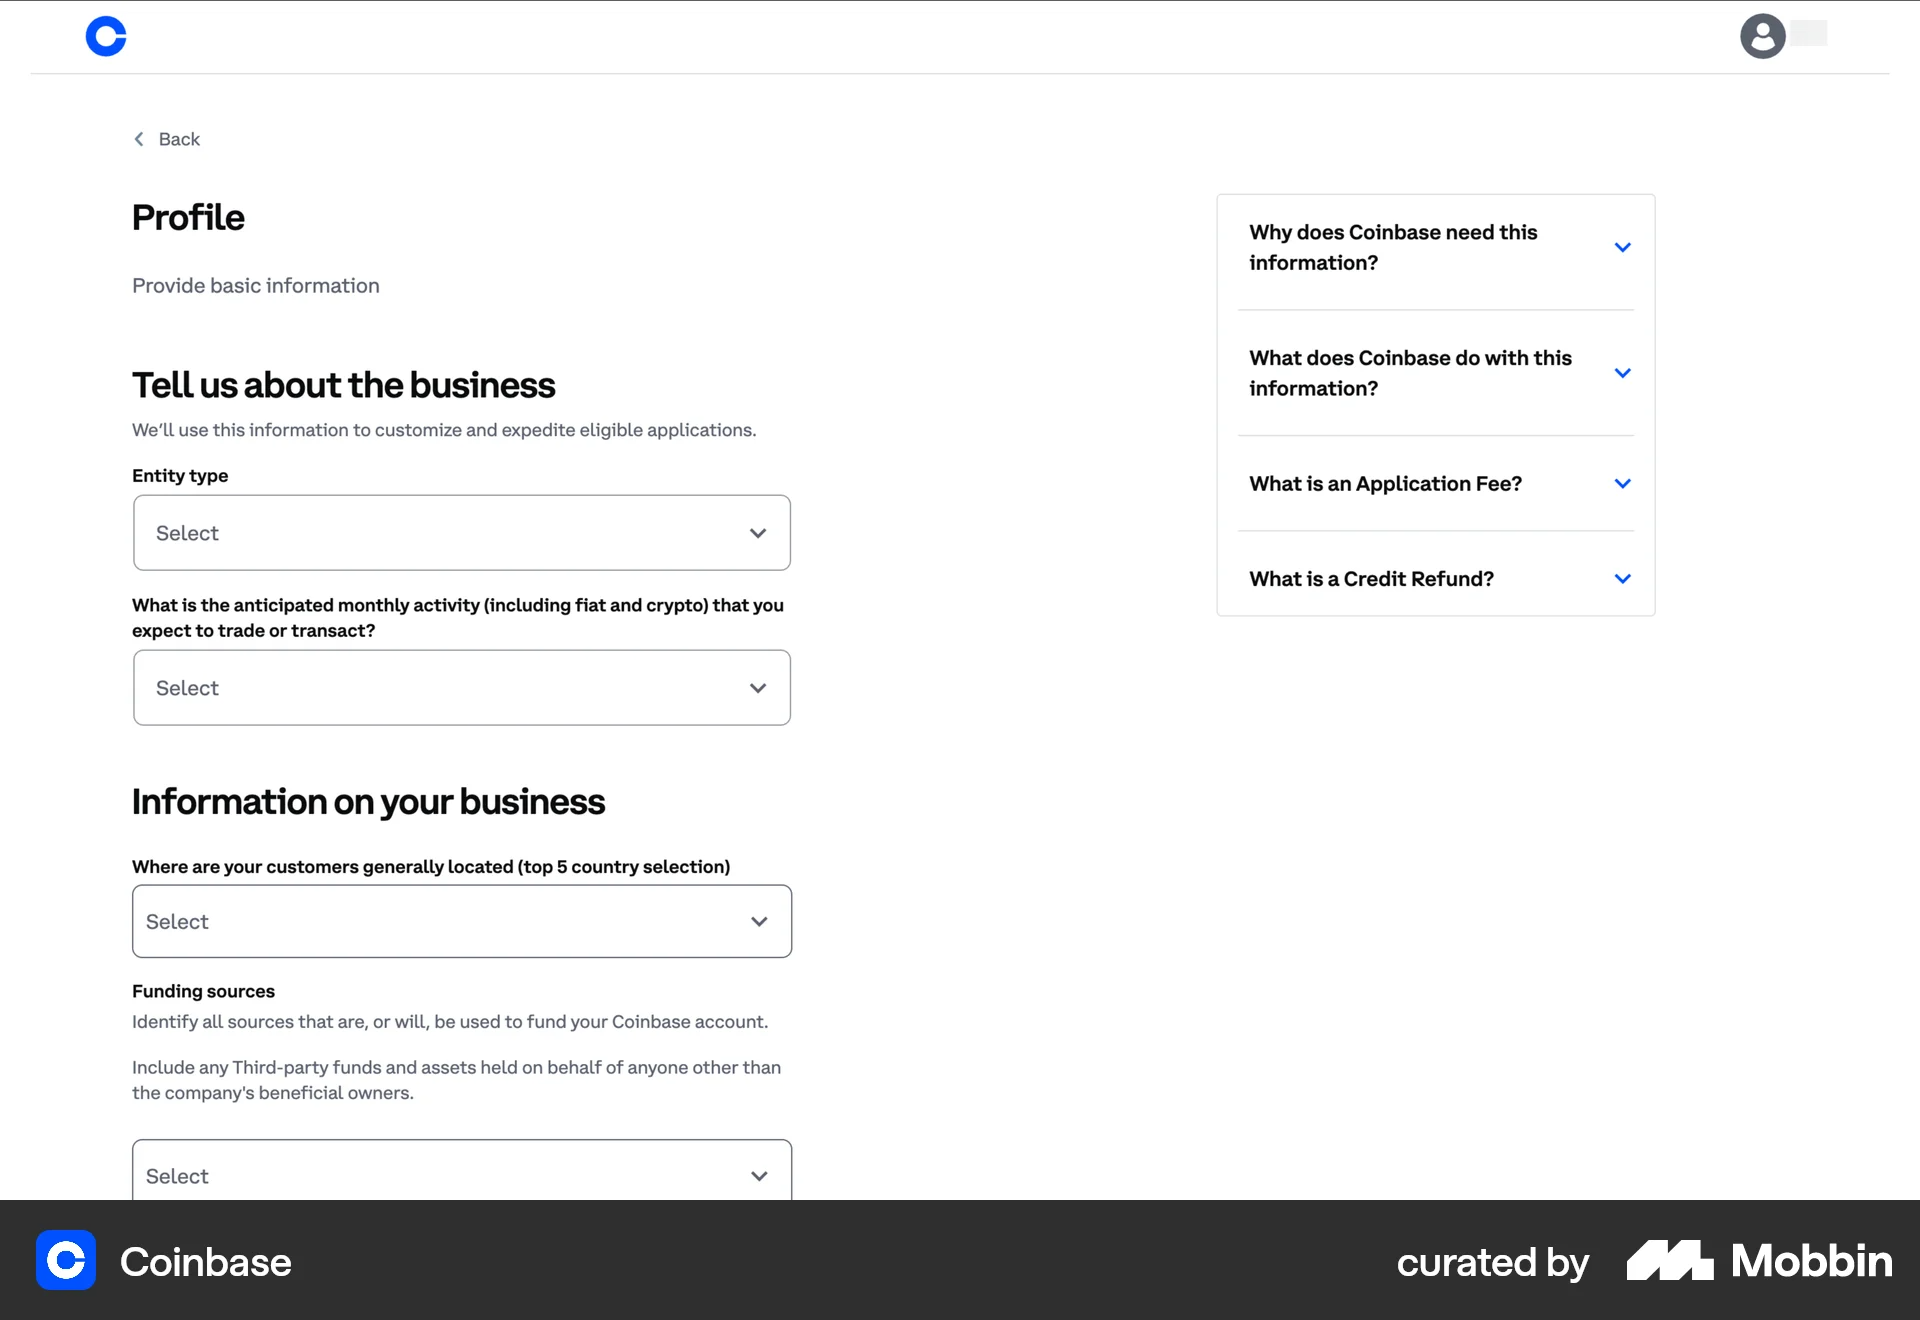 Back
Profile
Provide basic information
Tell us about the business
We'll use this information to customize and expedite eligible applications.
Entity type
Select
What is the anticipated monthly activity (including fiat and crypto) that you
expect to trade or transact?
Select
Information on your business
Where are your customers generally located (top 5 country selection)
Select
Funding sources
Identify all sources that are, or will, be used to fund your Coinbase account.
Include any Third-party funds and assets held on behalf of anyone other than
the company's beneficial owners.
Select
Why does Coinbase need this
information?
What does Coinbase do with this
information?
What is an Application Fee?
What is a Credit Refund?
Coinbase
curated by
Mobbin